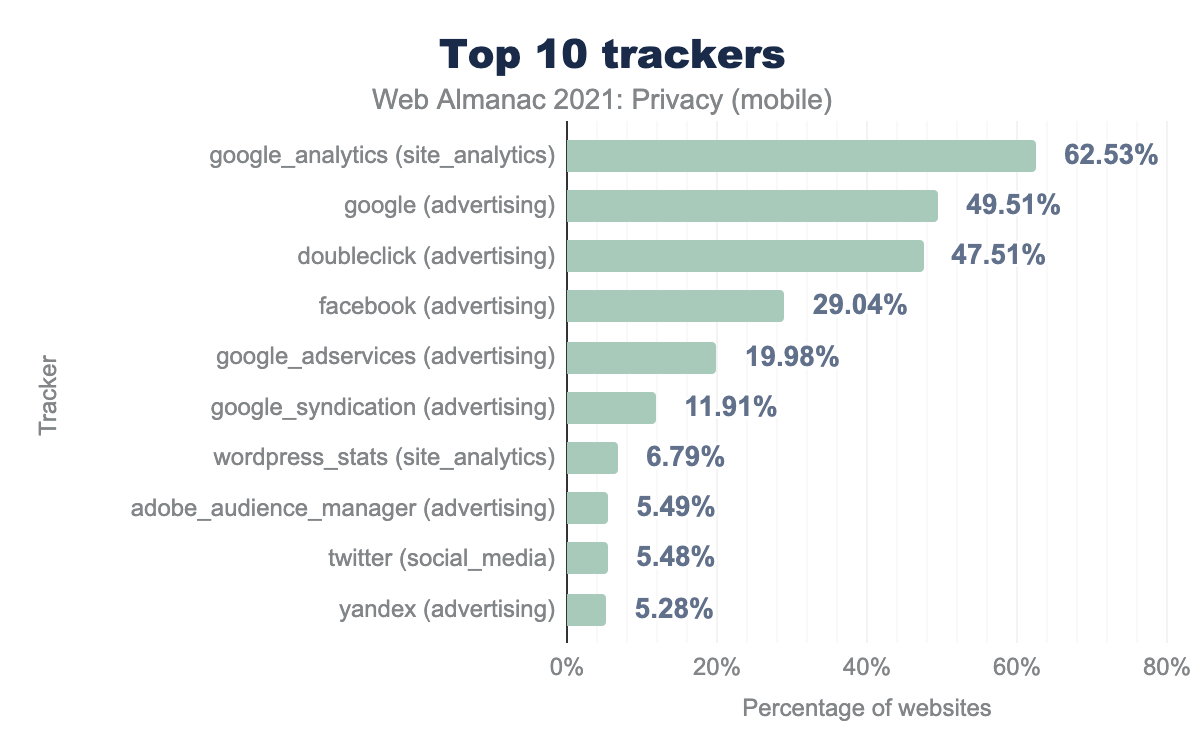 Top 10 trackers
Web Almanac 2021: Privacy (mobile)
Tracker
google_analytics (site_analytics) 62.53%
google (advertising) 49.51%
doubleclick (advertising) 47.51%
facebook (advertising) 29.04%
google_adservices (advertising) 19.98%
google_syndication (advertising) 11.91%
wordpress_stats (site_analytics) 6.79%
adobe_audience_manager (advertising) 5.49%
twitter (social_media) 5.48%
yandex (advertising) 5.28%
0% 20% 40% 60% 80%
Percentage of websites